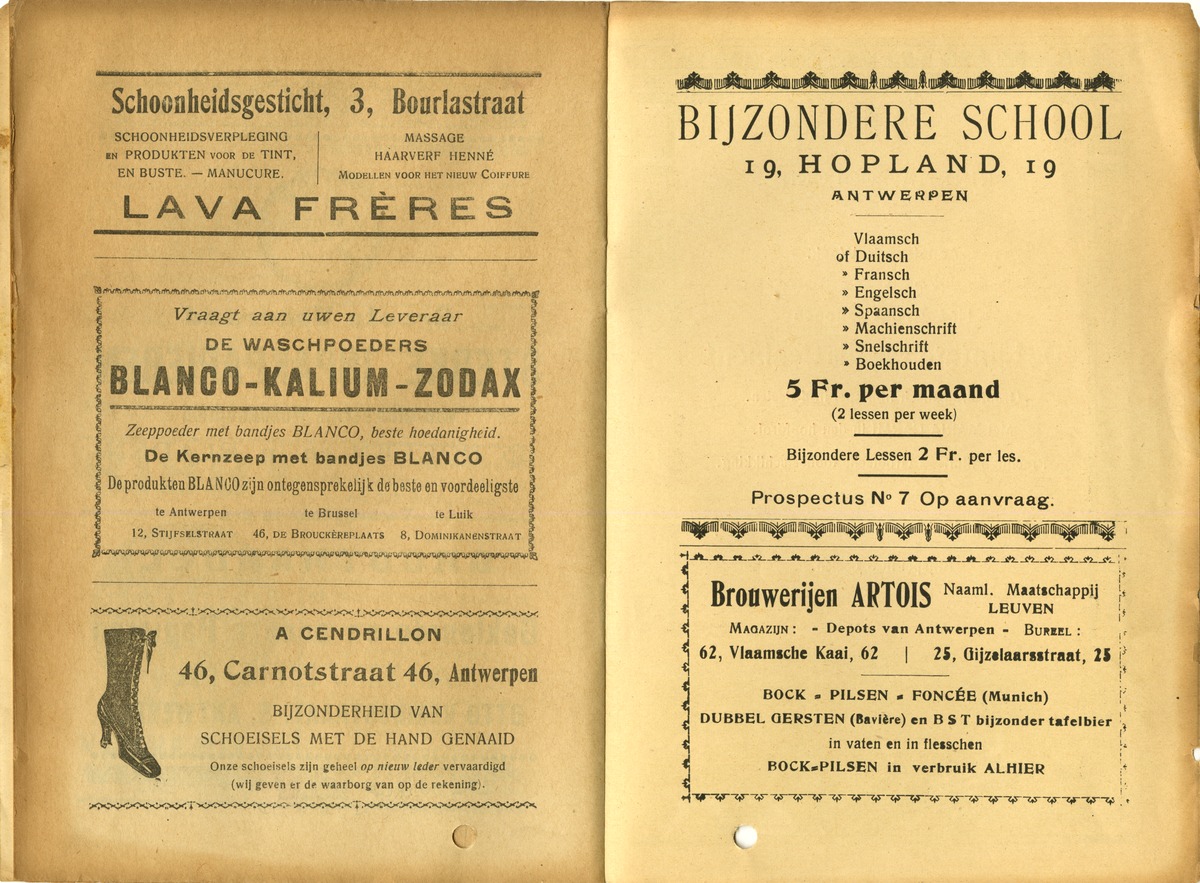 Schoonheidsgesticht, 3, Bourlastraat
SCHOONHEIDSVERPLEGING
EN PRODUKTEN VOOR DE TINT,
EN BUSTE. — MANUCURE.
MASSAGE
HAARVERF HENNÉ
MODELLEN VOOR HET NIEUW COIFFURE
LAVA FRÈRES
Vraagt aan uwen Leveraar
DE WASCHPOEDERS
BLANCO-KALIUM-ZODAX
Zeeppoeder met bandjes BLANCO, beste hoedanigheid.
De Kernzeep met bandjes BLANCO
De produkten BLANCO zijn ontegensprekelijk de beste en voordeeligste
te Antwerpen te Brussel te Luik
12, STIJFSELSTRAAT 46, DE BROUCKÈREPLAATS 8, DOMINIKANENSTRAAT
A CENDRILLON
46, Carnotstraat 46, Antwerpen
BIJZONDERHEID VAN
SCHOEISELS MET DE HAND GENAAID
Onze schoeisels zijn geheel op nieuw leder vervaardigd
(wij geven er de waarborg van op de rekening).
BIJZONDERE SCHOOL
19, HOPLAND, 19
ANTWERPEN
Vlaamsch
of Duitsch
» Fransch
» Engelsch
» Spaansch
» Machienschrift
» Snelschrift
» Boekhouden
5 Fr. per maand
(2 lessen per week)
Bijzondere Lessen 2 Fr. per les.
Prospectus No 7 Op aanvraag.
Brouwerijen ARTOIS Naaml. Maatschappij
LEUVEN
MAGAZIJN : - Depots van Antwerpen - BUREEL :
62, Vlaamsche Kaai, 62 | 25, Gijzelaarsstraat, 25
BOCK - PILSEN - FONCÉE (Munich)
DUBBEL GERSTEN (Bavière) en B S T bijzonder tafelbier
in vaten en in flesschen
BOCK=PILSEN in verbruik ALHIER